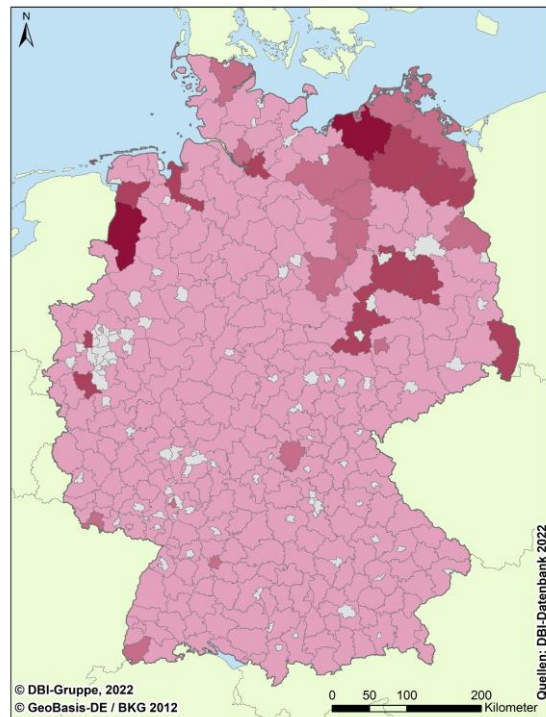 N
Quellen: DBI-Datenbank 2022
© DBI-Gruppe, 2022
© GeoBasis-DE / BKG 2012
0 50 100 200
Kilometer